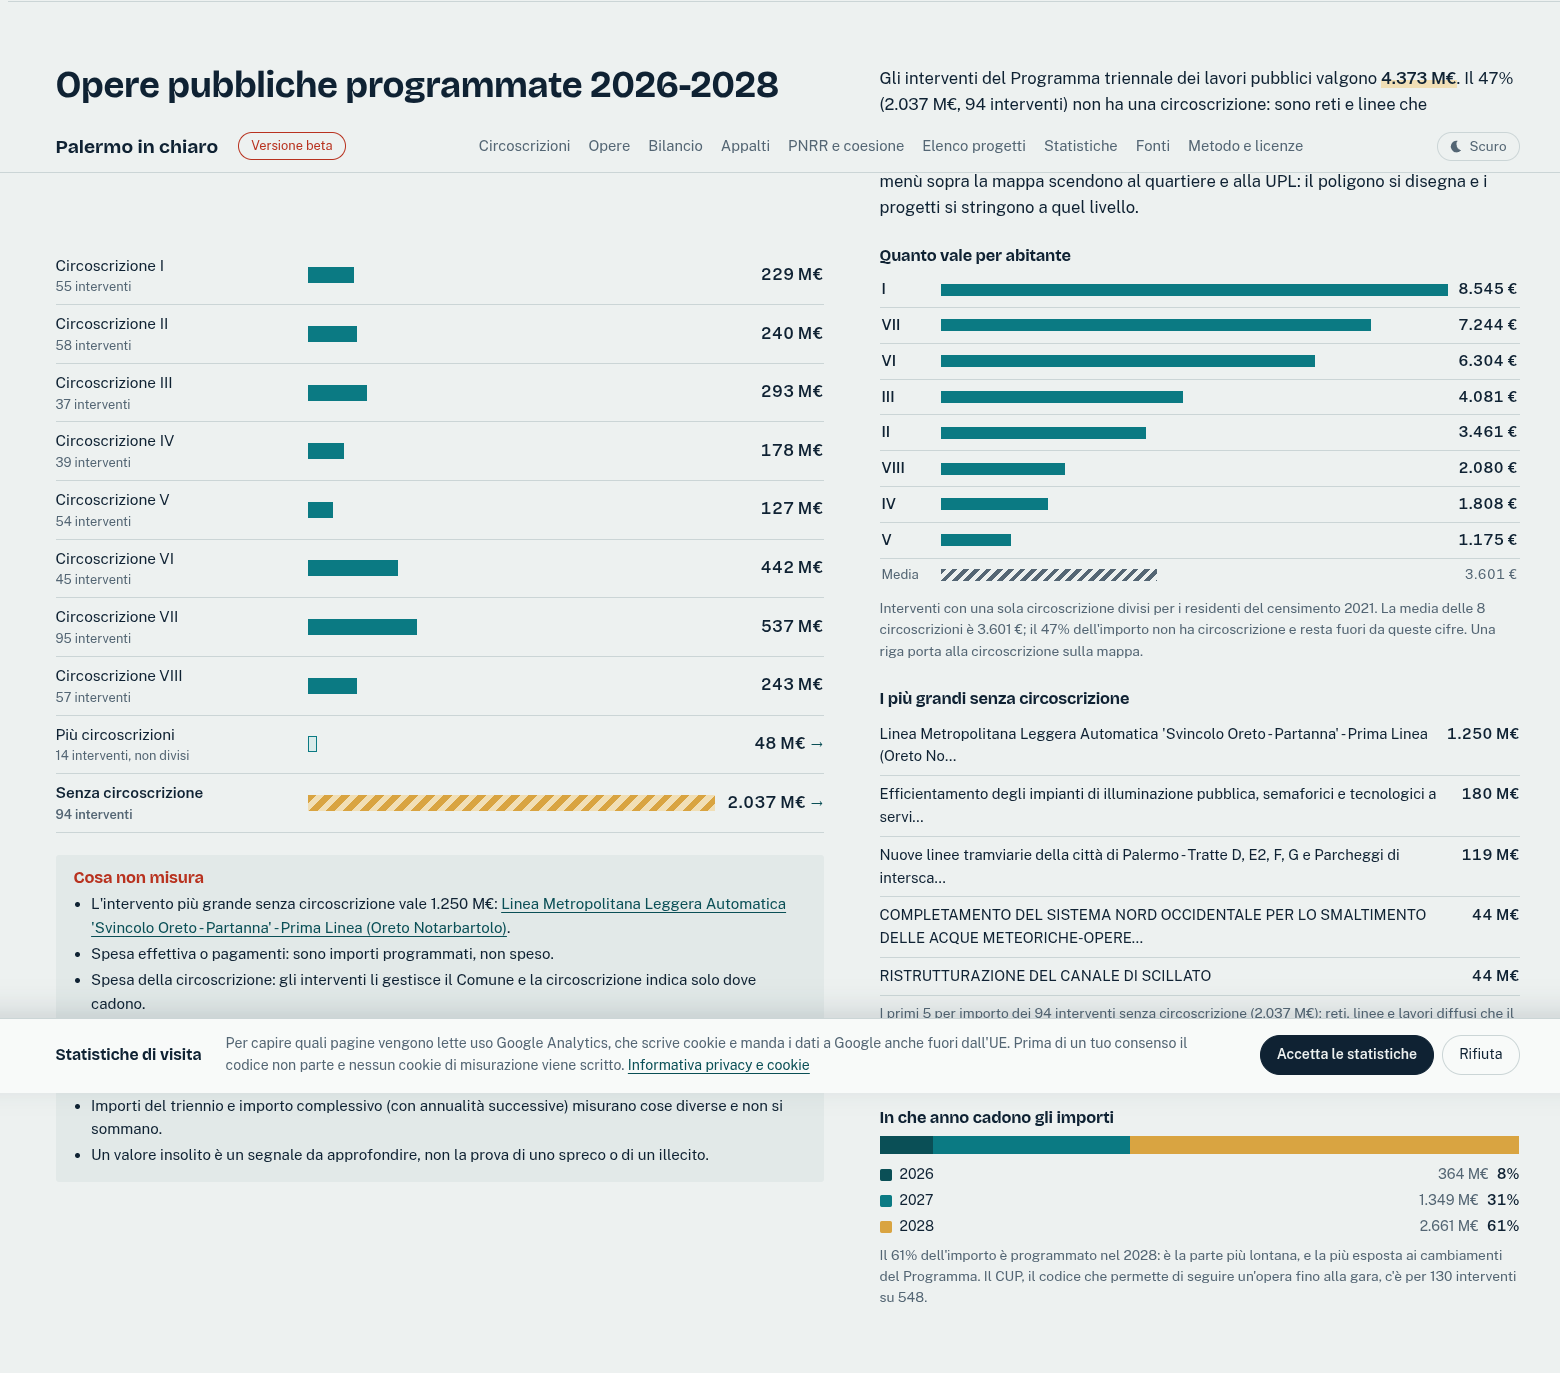 Opere pubbliche programmate 2026-2028
Gli interventi del Programma triennale dei lavori pubblici valgono 4.373 M€. Il 47%
(2.037 M€, 94 interventi) non ha una circoscrizione: sono reti e linee che
Palermo in chiaro
Versione beta
Circoscrizioni Opere Bilancio Appalti PNRR e coesione Elenco progetti Statistiche Fonti Metodo e licenze
Scuro
menù sopra la mappa scendono al quartiere e alla UPL: il poligono si disegna e i
progetti si stringono a quel livello.
Circoscrizione I
55 interventi
229 M€
Circoscrizione II
58 interventi
240 M€
Circoscrizione III
37 interventi
293 M€
Circoscrizione IV
39 interventi
178 M€
Circoscrizione V
54 interventi
127 M€
Circoscrizione VI
45 interventi
442 M€
Circoscrizione VII
95 interventi
537 M€
Circoscrizione VIII
57 interventi
243 M€
Più circoscrizioni
14 interventi, non divisi
48 M€ →
Senza circoscrizione
94 interventi
2.037 M€ →
Cosa non misura
• L'intervento più grande senza circoscrizione vale 1.250 M€: Linea Metropolitana Leggera Automatica
'Svincolo Oreto - Partanna' - Prima Linea (Oreto Notarbartolo).
• Spesa effettiva o pagamenti: sono importi programmati, non speso.
• Spesa della circoscrizione: gli interventi li gestisce il Comune e la circoscrizione indica solo dove
cadono.
• Importi del triennio e importo complessivo (con annualità successive) misurano cose diverse e non si
sommano.
• Un valore insolito è un segnale da approfondire, non la prova di uno spreco o di un illecito.
Quanto vale per abitante
I 8.545 €
VII 7.244 €
VI 6.304 €
III 4.081 €
II 3.461 €
VIII 2.080 €
IV 1.808 €
V 1.175 €
Media 3.601 €
Interventi con una sola circoscrizione divisi per i residenti del censimento 2021. La media delle 8
circoscrizioni è 3.601 €; il 47% dell'importo non ha circoscrizione e resta fuori da queste cifre. Una
riga porta alla circoscrizione sulla mappa.
I più grandi senza circoscrizione
Linea Metropolitana Leggera Automatica 'Svincolo Oreto - Partanna' - Prima Linea 1.250 M€
(Oreto No...
Efficientamento degli impianti di illuminazione pubblica, semaforici e tecnologici a 180 M€
servi...
Nuove linee tramviarie della città di Palermo - Tratte D, E2, F, G e Parcheggi di 119 M€
intersca...
COMPLETAMENTO DEL SISTEMA NORD OCCIDENTALE PER LO SMALTIMENTO 44 M€
DELLE ACQUE METEORICHE-OPERE...
RISTRUTTURAZIONE DEL CANALE DI SCILLATO 44 M€
I primi 5 per importo dei 94 interventi senza circoscrizione (2.037 M€): reti, linee e lavori diffusi che il
Statistiche di visita
Per capire quali pagine vengono lette uso Google Analytics, che scrive cookie e manda i dati a Google anche fuori dall'UE. Prima di un tuo consenso il
codice non parte e nessun cookie di misurazione viene scritto. Informativa privacy e cookie
Accetta le statistiche
Rifiuta
In che anno cadono gli importi
2026 364 M€ 8%
2027 1.349 M€ 31%
2028 2.661 M€ 61%
Il 61% dell'importo è programmato nel 2028: è la parte più lontana, e la più esposta ai cambiamenti
del Programma. Il CUP, il codice che permette di seguire un'opera fino alla gara, c'è per 130 interventi
su 548.